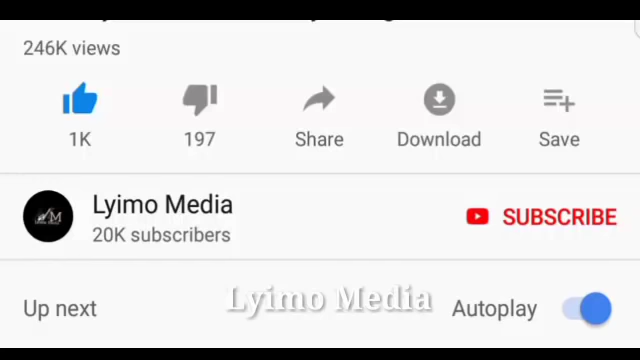 246K views
1K
197
Share
Download
Save
Lyimo Media
20K subscribers
SUBSCRIBE
Up next
Lyimo Media
Autoplay